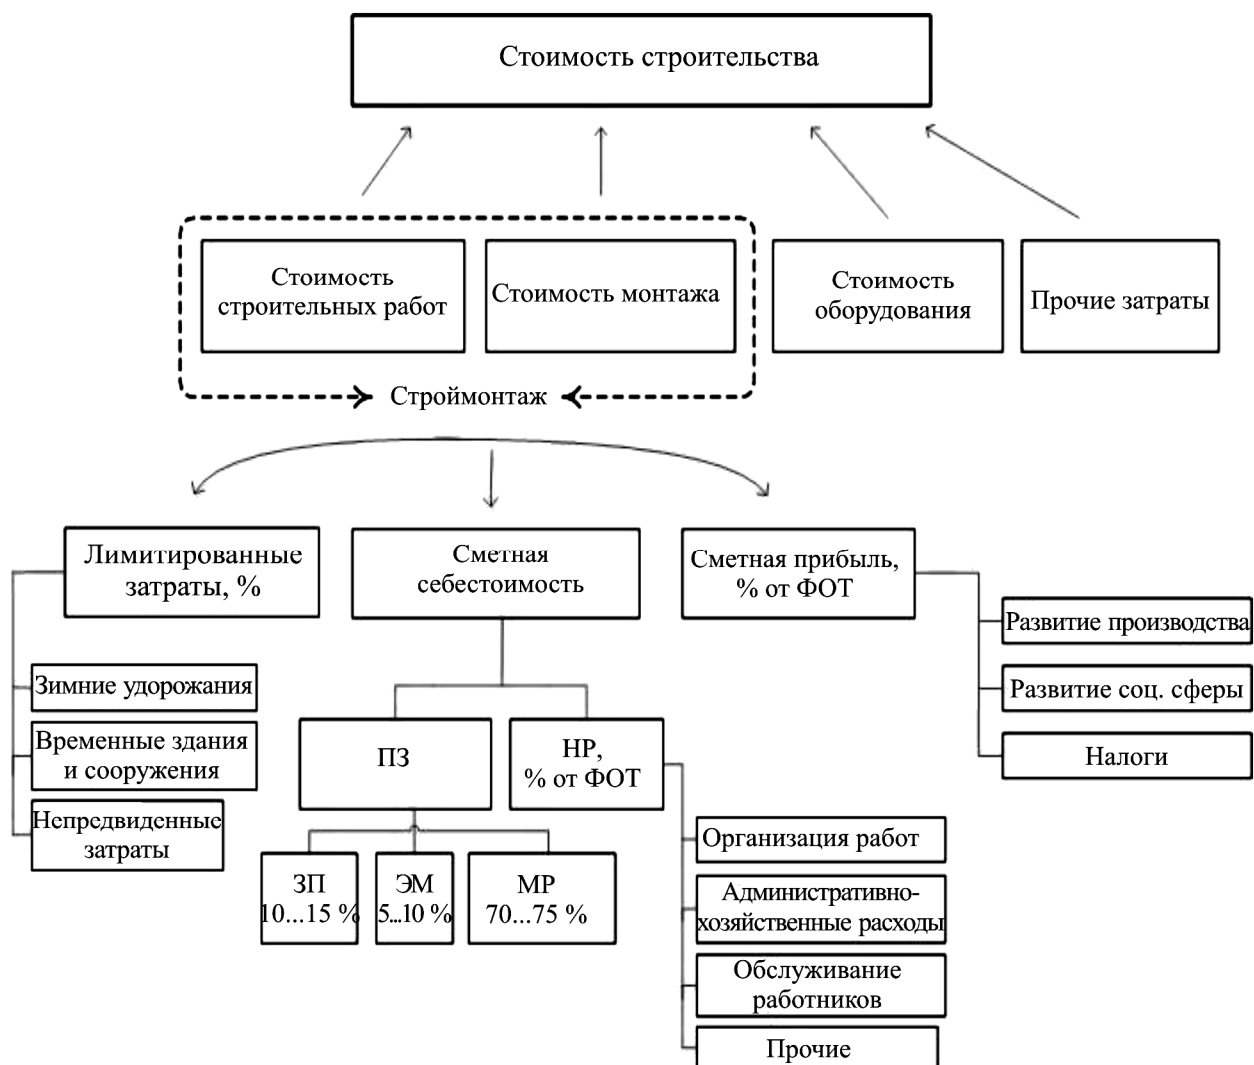 Стоимость строительства
Стоимость
строительных работ
Стоимость монтажа
Стоимость
оборудования
Прочие затраты
Строймонтаж
Лимитированные
затраты, %
Сметная
себестоимость
Сметная прибыль,
% от ФОТ
Зимние удорожания
Временные здания
и сооружения
Непредвиденные
затраты
ПЗ
НР,
% от ФОТ
Развитие производства
Развитие соц. сферы
Налоги
ЗП
10...15 %
ЭМ
5...10 %
МР
70...75 %
Организация работ
Административно-
хозяйственные расходы
Обслуживание
работников
Прочие